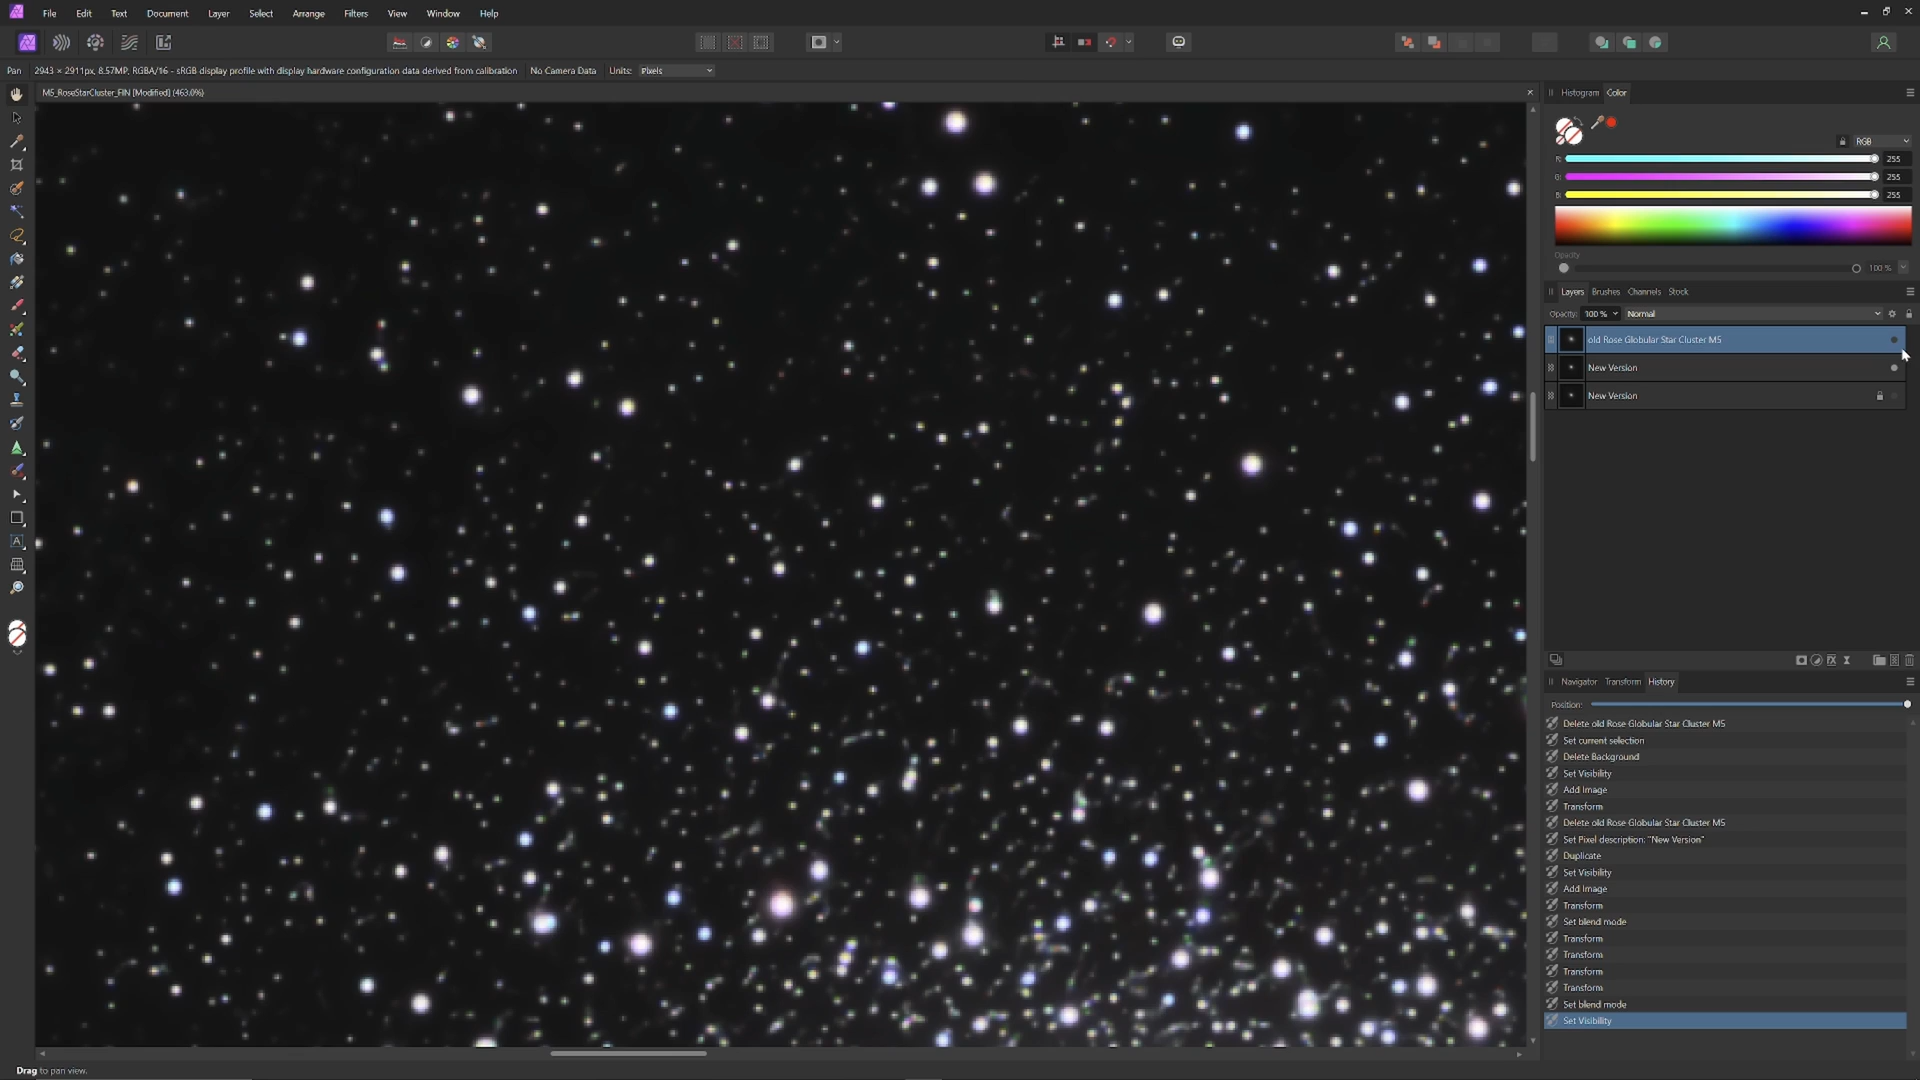 File Edit Text Document Layer Select Arrange Filters View Window Help
Pan 2943 × 2911px, 8.57MP, RGBA/16 - sRGB display profile with display hardware configuration data derived from calibration No Camera Data Units: Pixels
M5_RoseStarCluster_FIN [Modified] (463.0%)
Histogram Color
RGB
R: 255
G: 255
B: 255
Opacity
100 %
Layers Brushes Channels Stock
Opacity: 100 % Normal
old Rose Globular Star Cluster M5
New Version
New Version
Navigator Transform History
Position:
Delete old Rose Globular Star Cluster M5
Set current selection
Delete Background
Set Visibility
Add Image
Transform
Delete old Rose Globular Star Cluster M5
Set Pixel description: "New Version"
Duplicate
Set Visibility
Add Image
Transform
Set blend mode
Transform
Transform
Transform
Transform
Set blend mode
Set Visibility
Drag to pan view.